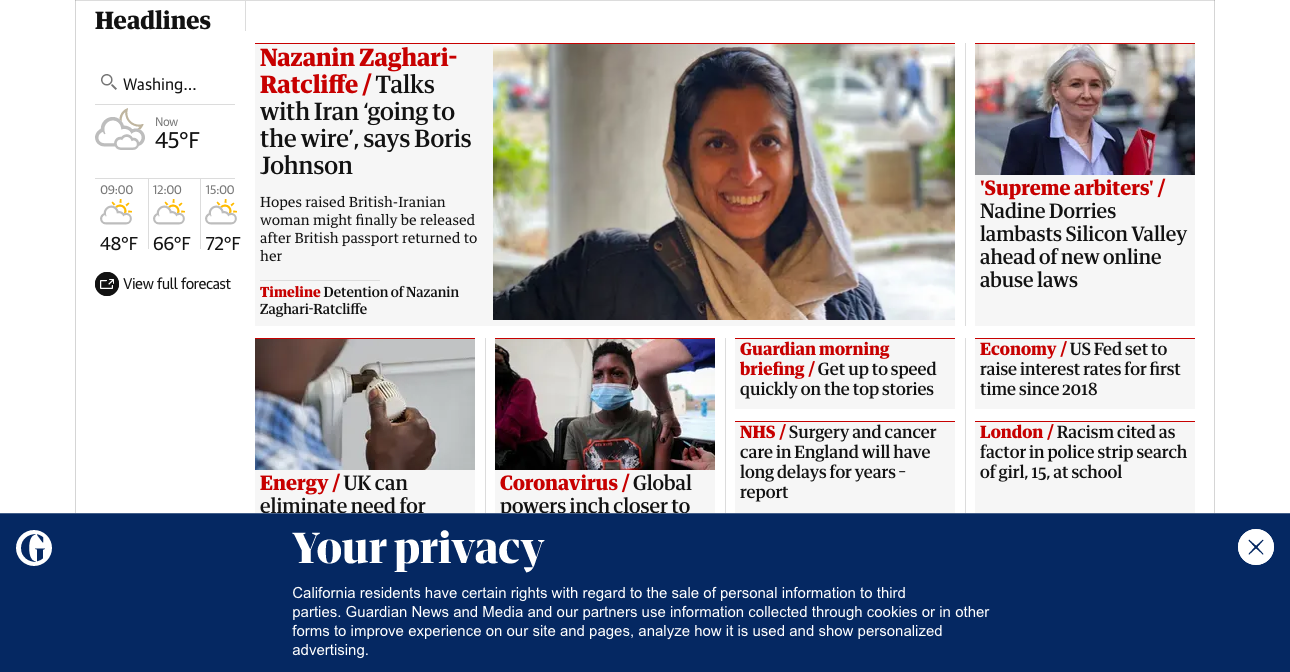 Headlines
Washing...
Now
45°F
09:00
12:00
15:00
48°F
66°F
72°F
View full forecast
Nazanin Zaghari-
Ratcliffe / Talks
with Iran ‘going to
the wire’, says Boris
Johnson
Hopes raised British-Iranian
woman might finally be released
after British passport returned to
her
Timeline Detention of Nazanin
Zaghari-Ratcliffe
'Supreme arbiters' /
Nadine Dorries
lambasts Silicon Valley
ahead of new online
abuse laws
Energy / UK can
eliminate need for
Coronavirus / Global
powers inch closer to
Guardian morning
briefing / Get up to speed
quickly on the top stories
NHS / Surgery and cancer
care in England will have
long delays for years –
report
Economy / US Fed set to
raise interest rates for first
time since 2018
London / Racism cited as
factor in police strip search
of girl, 15, at school
Your privacy
California residents have certain rights with regard to the sale of personal information to third
parties. Guardian News and Media and our partners use information collected through cookies or in other
forms to improve experience on our site and pages, analyze how it is used and show personalized
advertising.